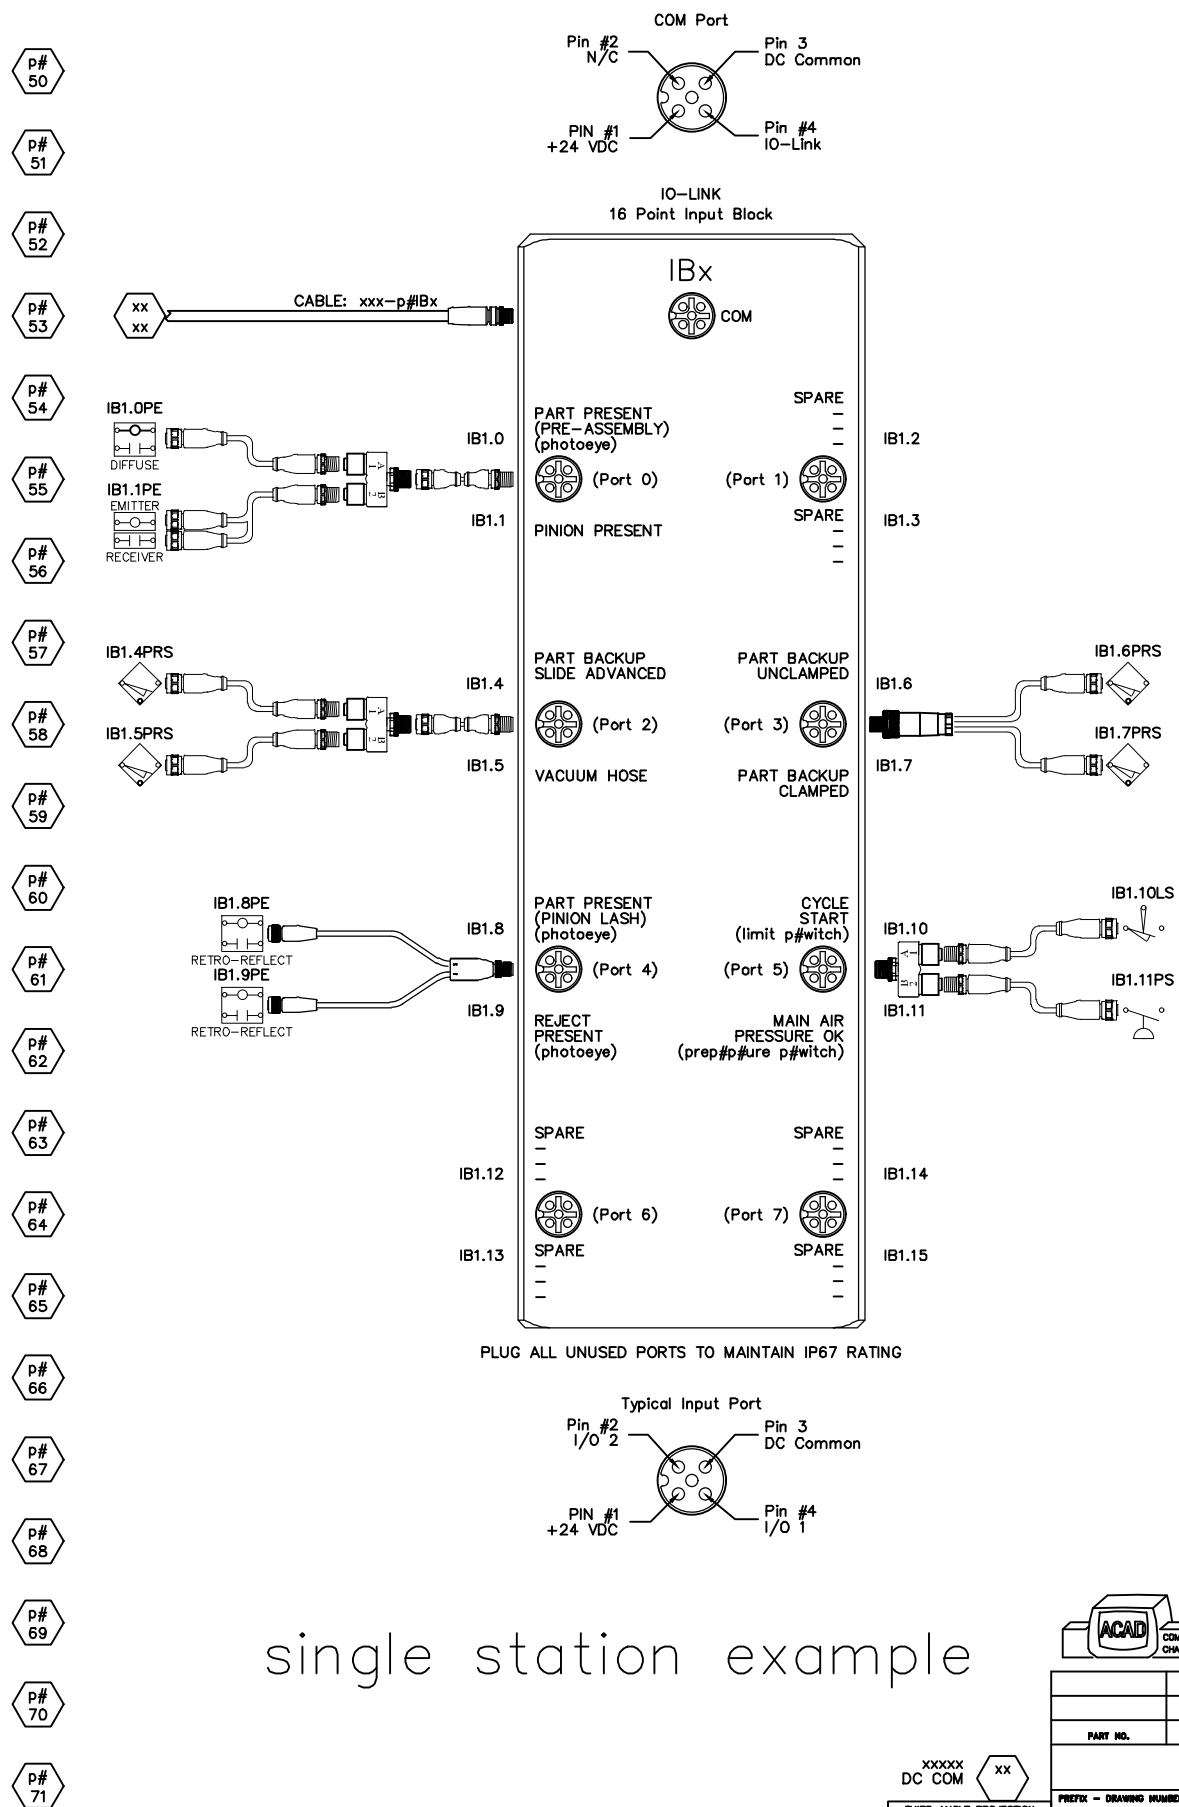 COM Port
Pin #2
N/C
Pin 3
DC Common
PIN #1
+24 VDC
Pin #4
IO-Link
p#
50
p#
51
p#
52
p#
53
p#
54
p#
55
p#
56
p#
57
p#
58
p#
59
p#
60
p#
61
p#
62
p#
63
p#
64
p#
65
p#
66
p#
67
p#
68
p#
69
p#
70
p#
71
IO-LINK
16 Point Input Block
IBx
COM
xx
xx
CABLE: xxx-p#IBx
IB1.0PE
DIFFUSE
IB1.1PE
EMITTER
RECEIVER
A
1
B
2
IB1.0
IB1.1
PART PRESENT
(PRE-ASSEMBLY)
(photoeye)
(Port 0)
PINION PRESENT
SPARE
(Port 1)
SPARE
IB1.2
IB1.3
IB1.4PRS
IB1.5PRS
A
1
B
2
IB1.4
IB1.5
PART BACKUP
SLIDE ADVANCED
(Port 2)
VACUUM HOSE
PART BACKUP
UNCLAMPED
(Port 3)
PART BACKUP
CLAMPED
IB1.6
IB1.7
IB1.6PRS
IB1.7PRS
IB1.8PE
RETRO-REFLECT
IB1.9PE
RETRO-REFLECT
IB1.8
IB1.9
PART PRESENT
(PINION LASH)
(photoeye)
(Port 4)
REJECT
PRESENT
(photoeye)
CYCLE
START
(limit p#witch)
(Port 5)
MAIN AIR
PRESSURE OK
(prep#p#ure p#witch)
IB1.10
IB1.11
A
1
B
2
IB1.10LS
IB1.11PS
SPARE
IB1.12
(Port 6)
IB1.13
SPARE
SPARE
IB1.14
(Port 7)
SPARE
IB1.15
PLUG ALL UNUSED PORTS TO MAINTAIN IP67 RATING
Typical Input Port
Pin #2
I/O 2
Pin 3
DC Common
PIN #1
+24 VDC
Pin #4
I/O 1
single station example
ACAD
PART NO.
xxxxx
DC COM
xx